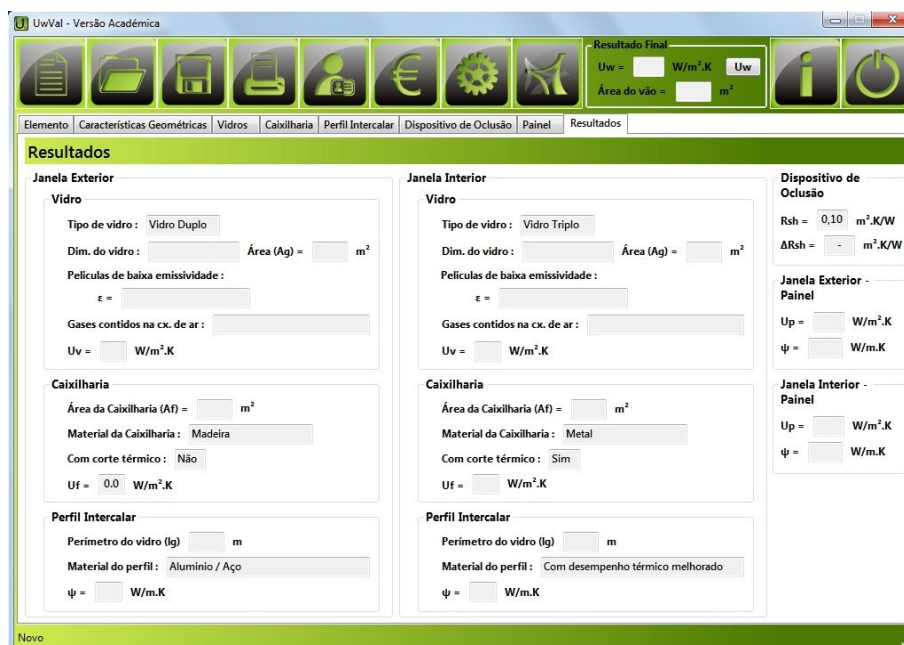 UwVal - Versão Académica
Resultado Final
Uw = W/m².K Uw
Área do vão = m²
Elemento Características Geométricas Vidros Caixilharia Perfil Intercalar Dispositivo de Oclusão Painel Resultados
Resultados
Janela Exterior
Vidro
Tipo de vidro : Vidro Duplo
Dim. do vidro : Área (Ag) = m²
Peliculas de baixa emissividade :
ε =
Gases contidos na cx. de ar :
Uv = W/m².K
Caixilharia
Área da Caixilharia (Af) = m²
Material da Caixilharia : Madeira
Com corte térmico : Não
Uf = 0.0 W/m².K
Perfil Intercalar
Perímetro do vidro (lg) m
Material do perfil : Aluminio / Aço
ψ = W/m.K
Janela Interior
Vidro
Tipo de vidro : Vidro Triplo
Dim. do vidro : Área (Ag) = m²
Peliculas de baixa emissividade :
ε =
Gases contidos na cx. de ar :
Uv = W/m².K
Caixilharia
Área da Caixilharia (Af) = m²
Material da Caixilharia : Metal
Com corte térmico : Sim
Uf = W/m².K
Perfil Intercalar
Perímetro do vidro (lg) m
Material do perfil : Com desempenho térmico melhorado
ψ = W/m.K
Dispositivo de
Oclusão
Rsh = 0,10 m².K/W
ΔRsh = - m².K/W
Janela Exterior -
Painel
Up = W/m².K
ψ = W/m.K
Janela Interior -
Painel
Up = W/m².K
ψ = W/m.K
Novo